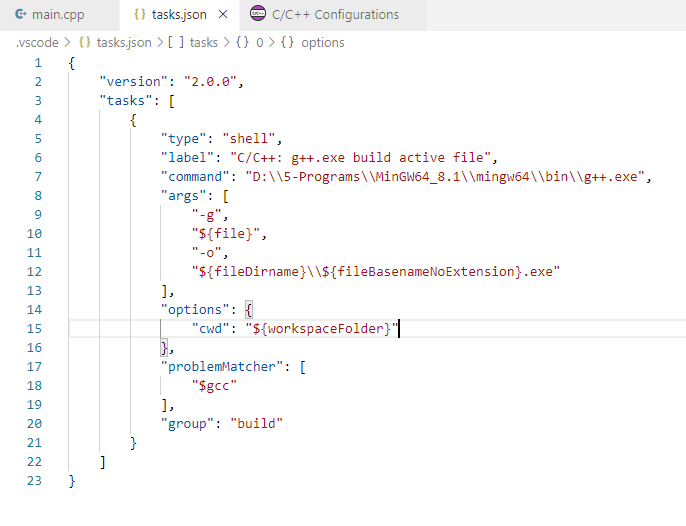 main.cpp tasks.json × C/C++ Configurations
.vscode > {} tasks.json > [ ] tasks > {} 0 > {} options
1 {
2     "version": "2.0.0",
3     "tasks": [
4         {
5             "type": "shell",
6             "label": "C/C++: g++.exe build active file",
7             "command": "D:\\5-Programs\\MinGW64_8.1\\mingw64\\bin\\g++.exe",
8             "args": [
9                 "-g",
10                 "${file}",
11                 "-o",
12                 "${fileDirname}\\${fileBasenameNoExtension}.exe"
13             ],
14             "options": {
15                 "cwd": "${workspaceFolder}"
16             },
17             "problemMatcher": [
18                 "$gcc"
19             ],
20             "group": "build"
21         }
22     ]
23 }